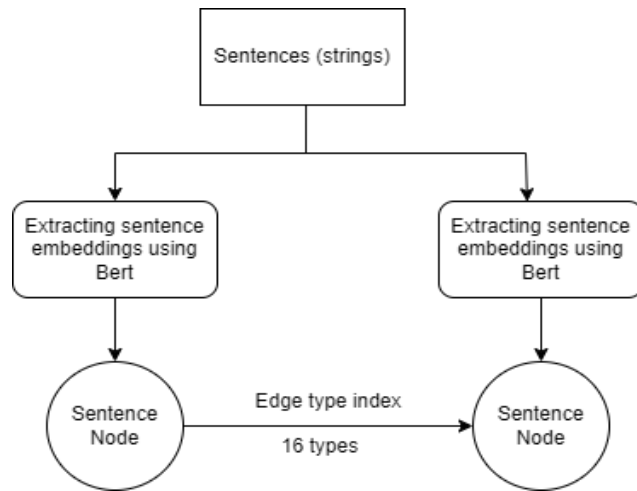 Sentences (strings)
Extracting sentence
embeddings using
Bert
Extracting sentence
embeddings using
Bert
Sentence
Node
Edge type index
16 types
Sentence
Node